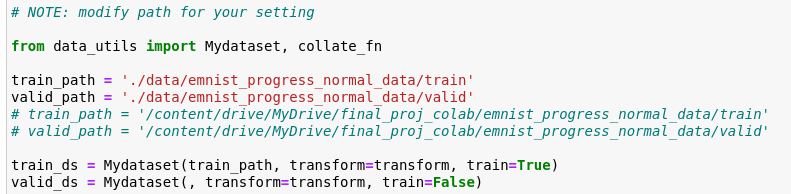 # NOTE: modify path for your setting
from data_utils import Mydataset, collate_fn
train_path = './data/emnist_progress_normal_data/train'
valid_path = './data/emnist_progress_normal_data/valid'
# train_path = '/content/drive/MyDrive/final_proj_colab/emnist_progress_normal_data/train'
# valid_path = '/content/drive/MyDrive/final_proj_colab/emnist_progress_normal_data/valid'
train_ds = Mydataset(train_path, transform=transform, train=True)
valid_ds = Mydataset(, transform=transform, train=False)